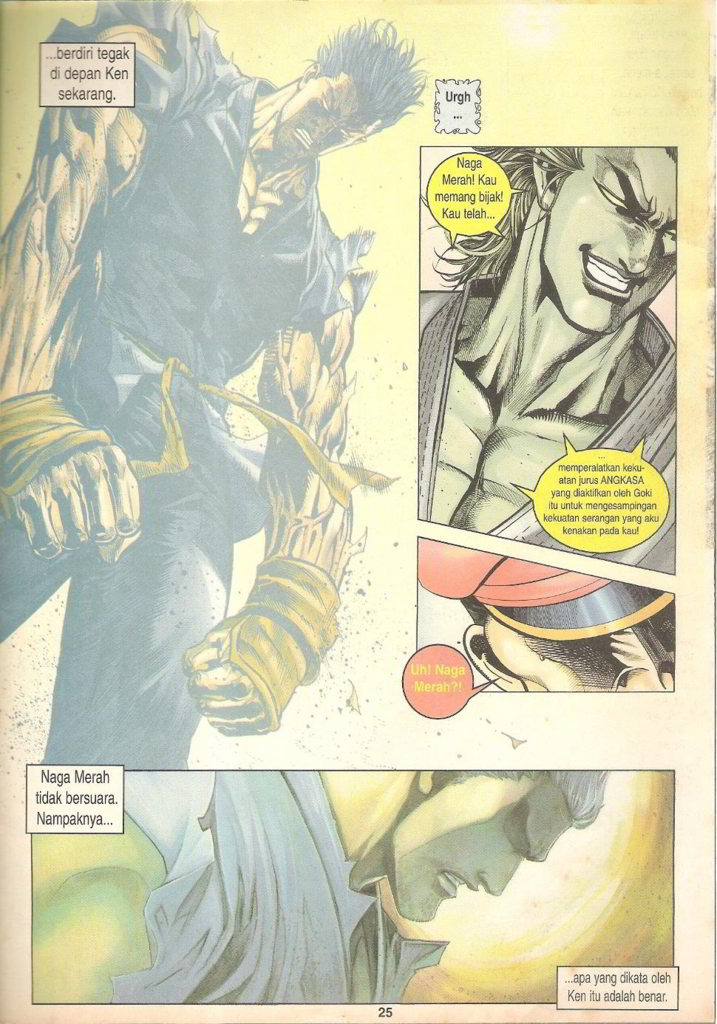 ...berdiri tegak
di depan Ken
sekarang.
Urgh
...
Naga
Merah! Kau
memang bijak!
Kau telah...
...
memperalatkan keku-
atan jurus ANGKASA
yang diaktifkan oleh Goki
itu untuk mengesampingan
kekuatan serangan yang aku
kenakan pada kau!
Uh! Naga
Merah?!
Naga Merah
tidak bersuara.
Nampaknya...
...apa yang dikata oleh
Ken itu adalah benar.
25